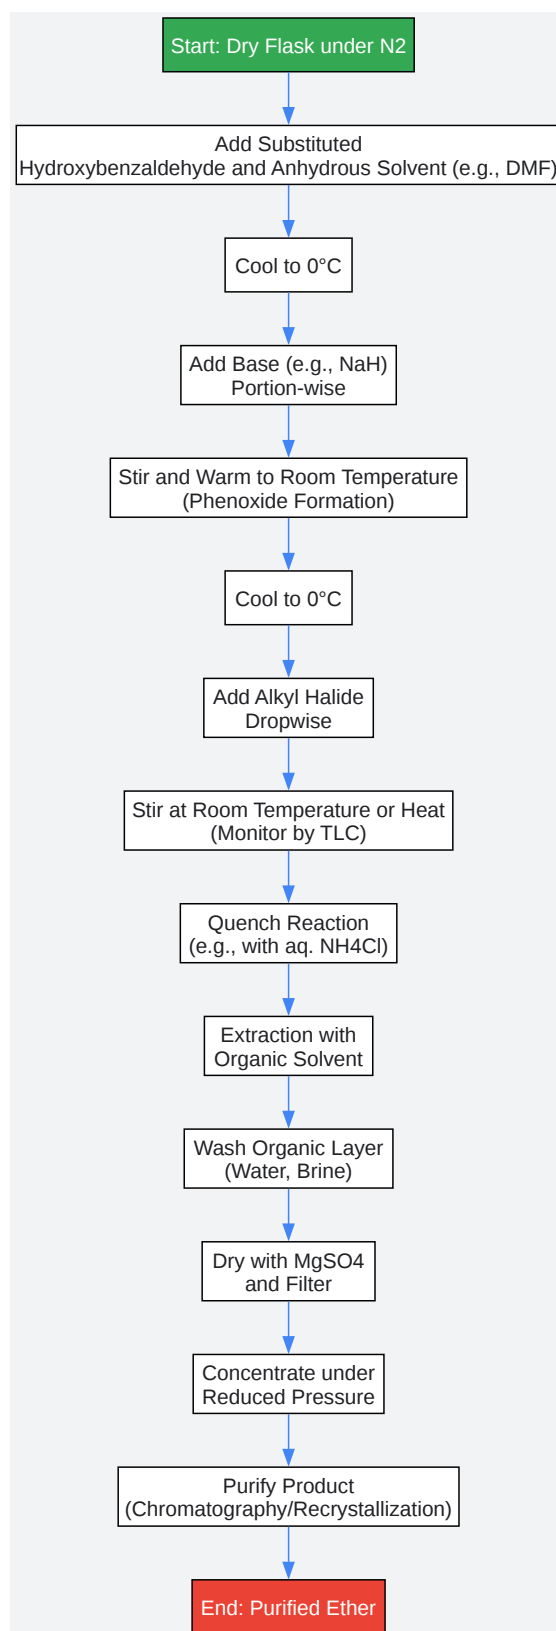 Start: Dry Flask under N2
Add Substituted
Hydroxybenzaldehyde and Anhydrous Solvent (e.g., DMF)
Cool to 0°C
Add Base (e.g., NaH)
Portion-wise
Stir and Warm to Room Temperature
(Phenoxide Formation)
Cool to 0°C
Add Alkyl Halide
Dropwise
Stir at Room Temperature or Heat
(Monitor by TLC)
Quench Reaction
(e.g., with aq. NH4Cl)
Extraction with
Organic Solvent
Wash Organic Layer
(Water, Brine)
Dry with MgSO4
and Filter
Concentrate under
Reduced Pressure
Purify Product
(Chromatography/Recrystallization)
End: Purified Ether